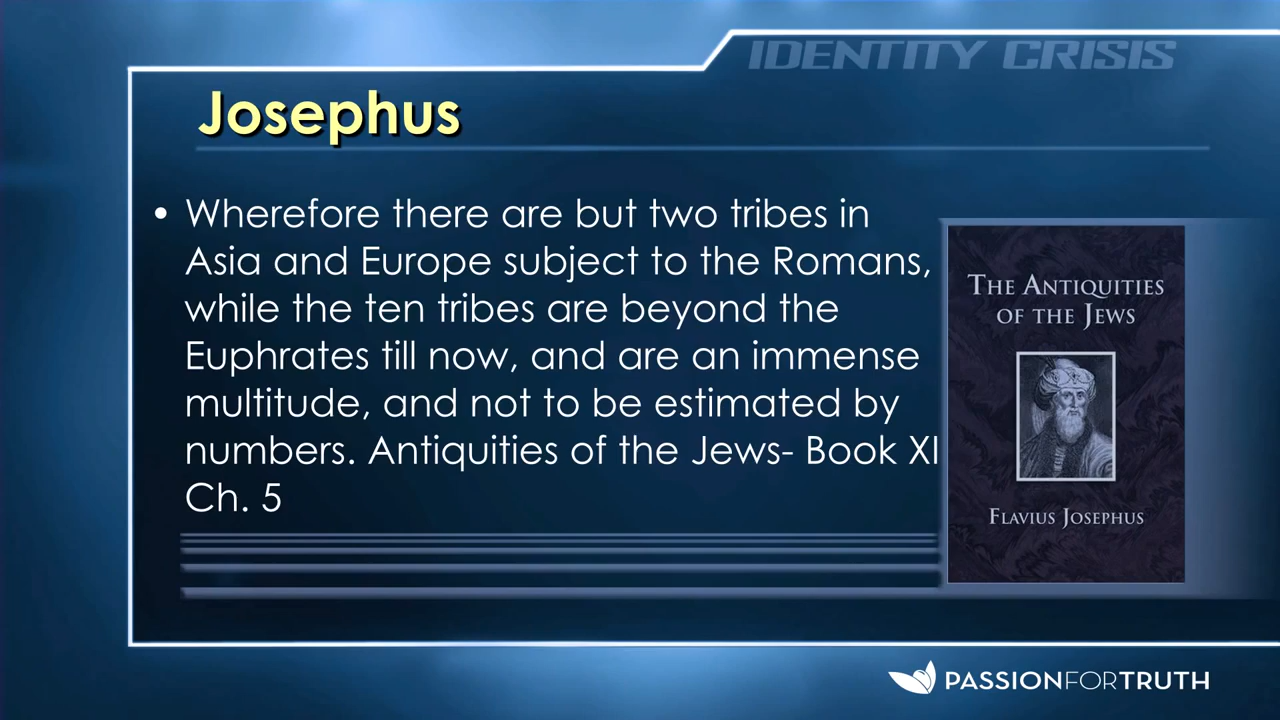 IDENTITY CRISIS
Josephus
• Wherefore there are but two tribes in
Asia and Europe subject to the Romans,
while the ten tribes are beyond the
Euphrates till now, and are an immense
multitude, and not to be estimated by
numbers. Antiquities of the Jews- Book XI
Ch. 5
THE ANTIQUITIES
OF THE JEWS
FLAVIUS JOSEPHUS
PASSIONFORTRUTH